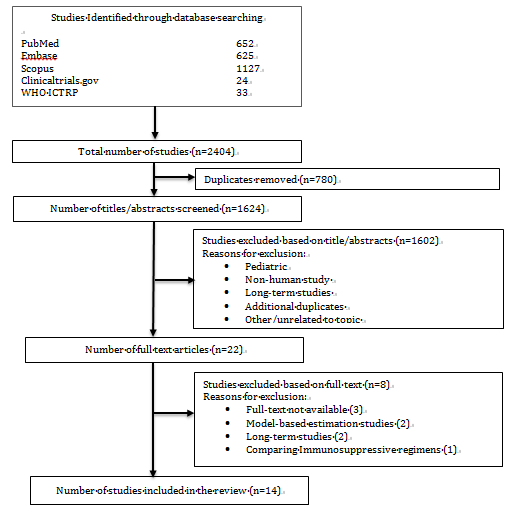 Studies Identified through database searching
PubMed 652
Embase 625
Scopus 1127
Clinicaltrials.gov 24
WHO ICTRP 33
Total number of studies (n=2404)
Duplicates removed (n=780)
Number of titles/abstracts screened (n=1624)
Studies excluded based on title/abstracts (n=1602)
Reasons for exclusion:
• Pediatric
• Non-human study
• Long-term studies
• Additional duplicates
• Other/unrelated to topic
Number of full text articles (n=22)
Studies excluded based on full text (n=8)
Reasons for exclusion:
• Full-text not available (3)
• Model-based estimation studies (2)
• Long-term studies (2)
• Comparing Immunosuppressive regimens (1)
Number of studies included in the review (n=14)